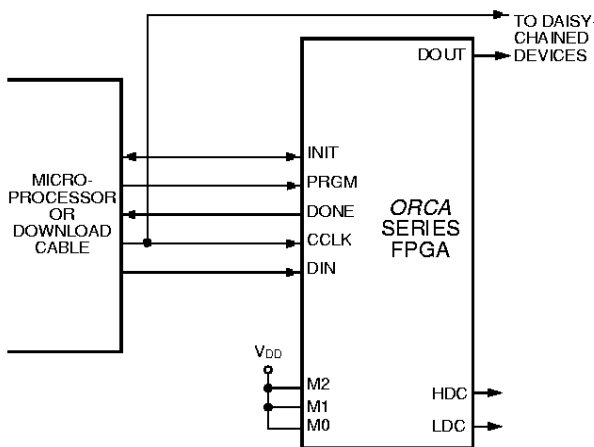 TO DAISY-
CHAINED
DEVICES
DOUT
MICRO-
PROCESSOR
OR
DOWNLOAD
CABLE
INIT
PRGM
DONE
CCLK
DIN
ORCA
SERIES
FPGA
VDD
M2
M1
M0
HDC
LDC